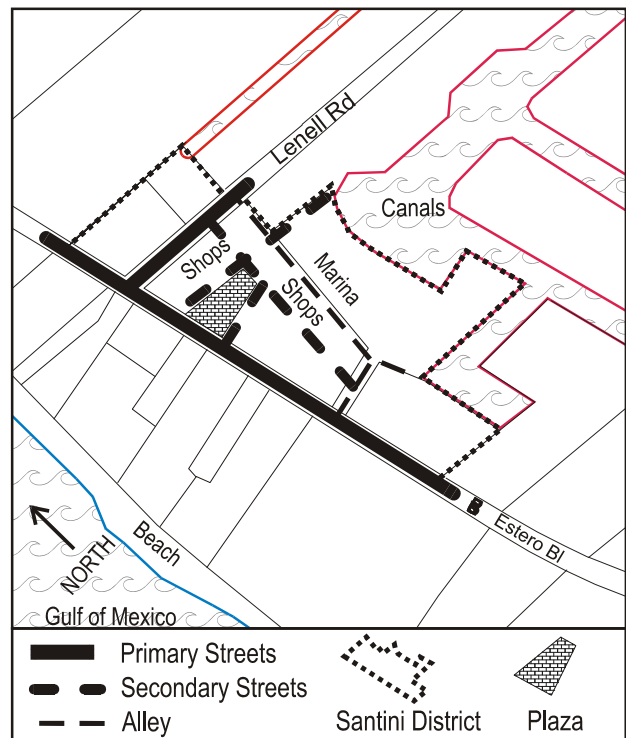 Lenell Rd
Canals
Shops
Marina
Shops
Estero Bl
Beach
NORTH
Gulf of Mexico
Primary Streets
Secondary Streets
Alley
Santini District
Plaza